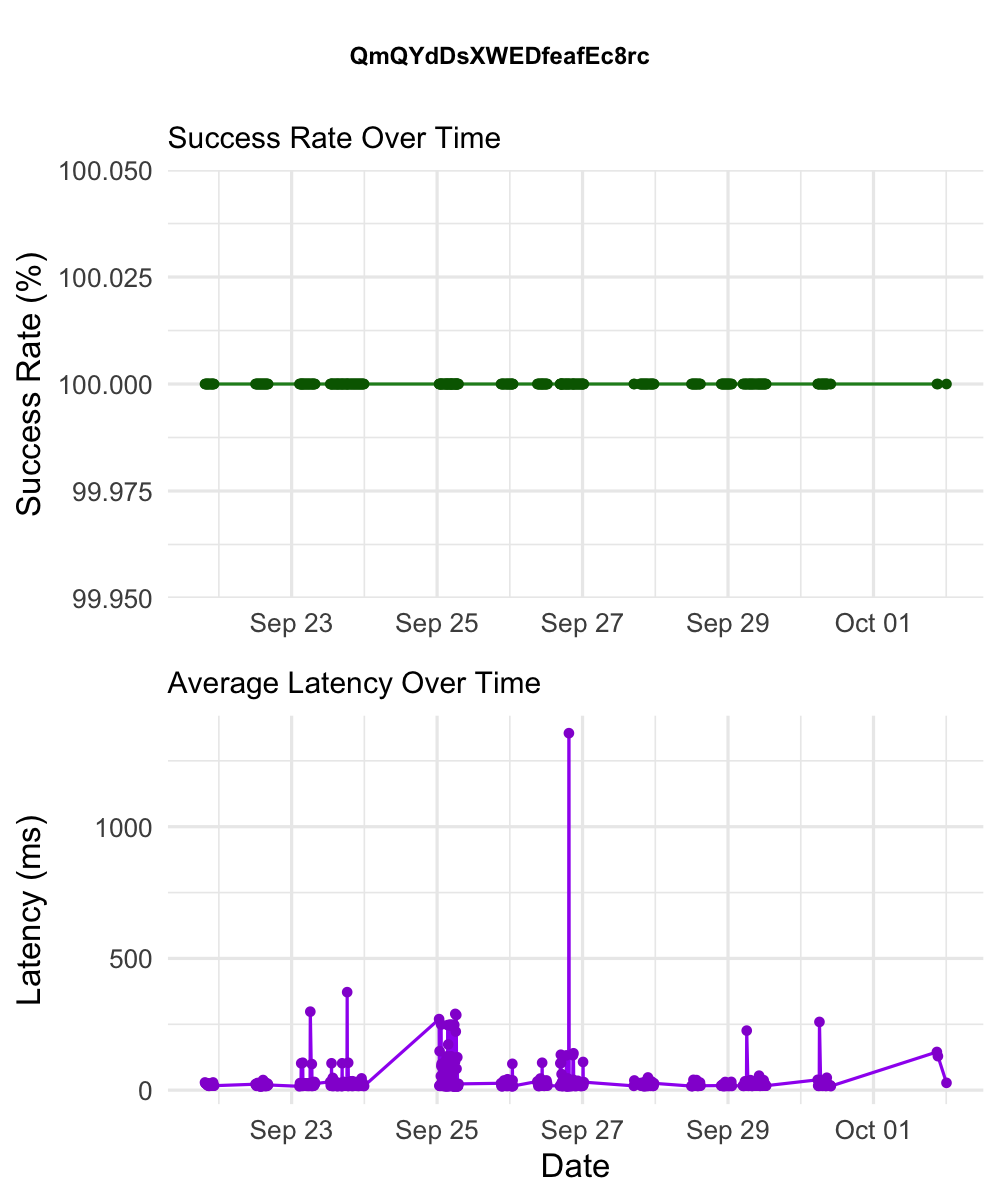 QmQYdDsXWEDfeafEc8rc
Success Rate Over Time
100.050
100.025
100.000
99.975
99.950
Success Rate (%)
Sep 23 Sep 25 Sep 27 Sep 29 Oct 01
Average Latency Over Time
1000
500
0
Latency (ms)
Sep 23 Sep 25 Sep 27 Sep 29 Oct 01
Date